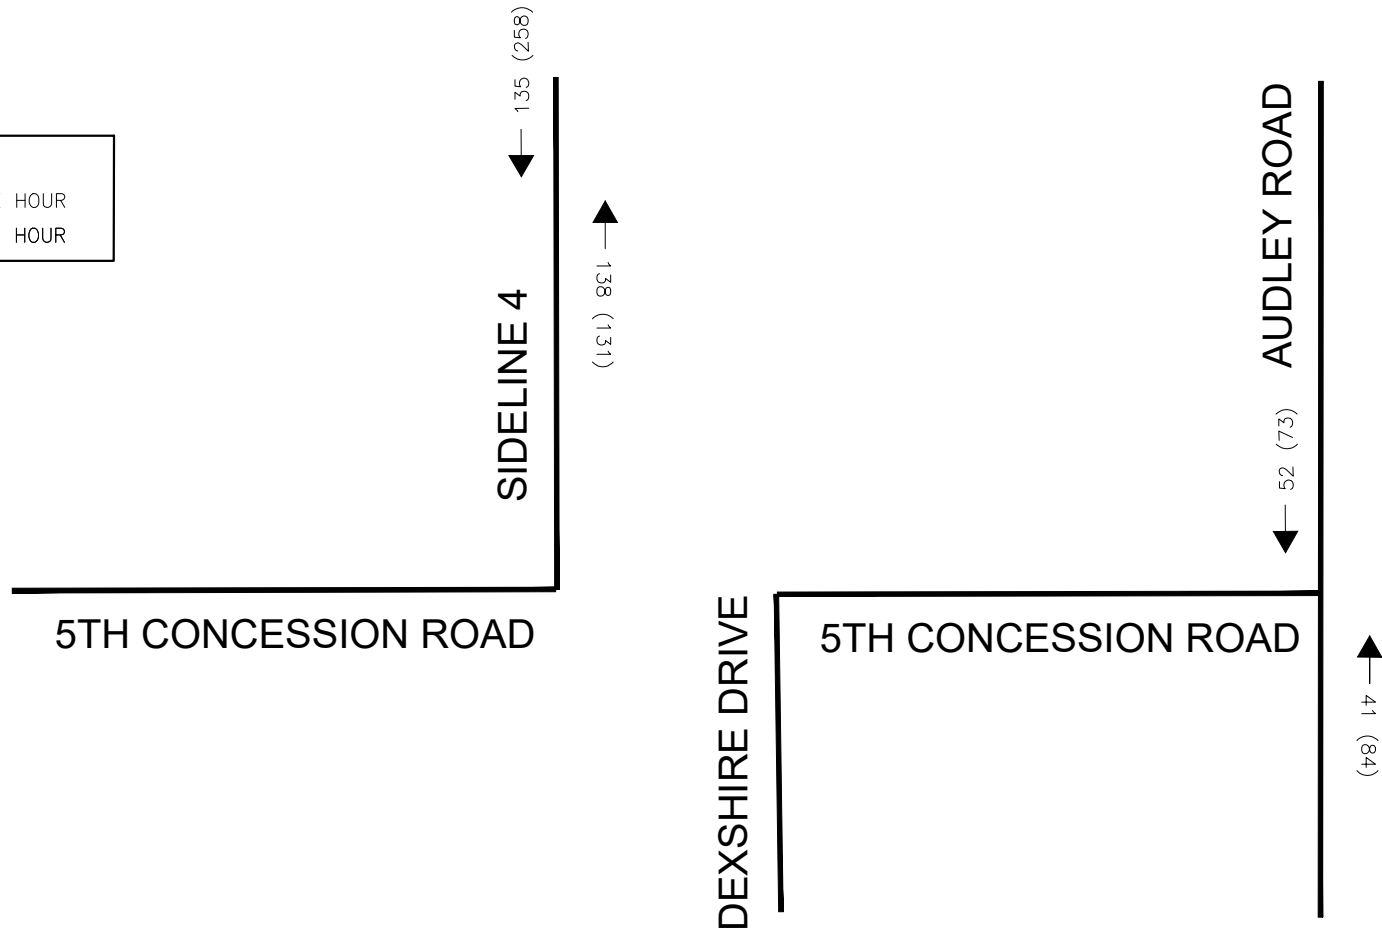 135 (258)
HOUR
HOUR
SIDELINE 4
138 (131)
5TH CONCESSION ROAD
AUDLEY ROAD
52 (73)
DEXSHIRE DRIVE
5TH CONCESSION ROAD
41 (84)